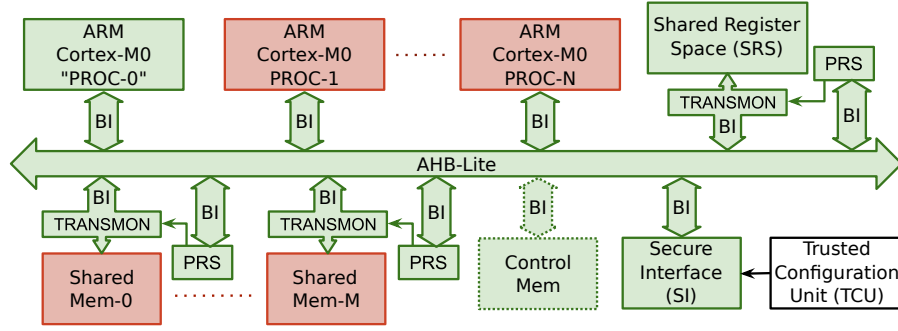 ARM
Cortex-M0
"PROC-0"
ARM
Cortex-M0
PROC-1
ARM
Cortex-M0
PROC-N
Shared Register
Space (SRS)
PRS
TRANSMON
BI
BI
BI
BI
BI
AHB-Lite
BI
BI
BI
BI
BI
BI
TRANSMON
TRANSMON
PRS
PRS
Shared
Mem-0
Shared
Mem-M
Control
Mem
Secure
Interface
(SI)
Trusted
Configuration
Unit (TCU)